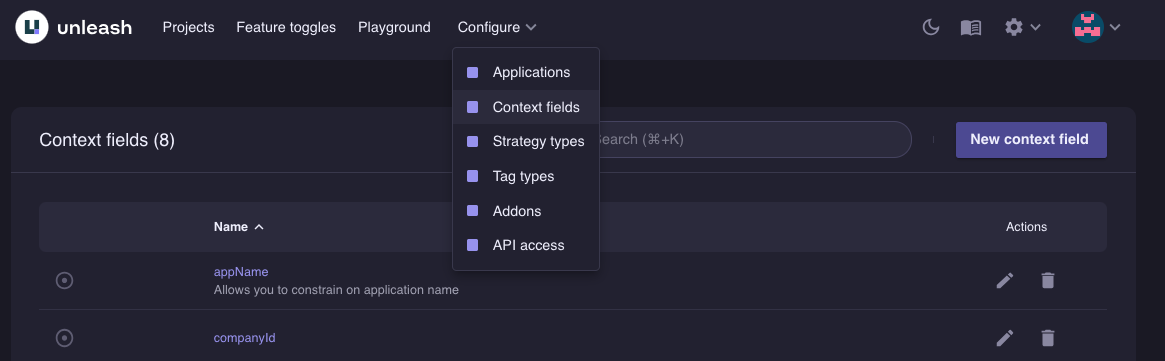 unleash Projects Feature toggles Playground Configure
Applications
Context fields
Strategy types
Tag types
Addons
API access
Context fields (8)
earch (⌘+K)
New context field
Name Actions
appName
Allows you to constrain on application name
companyId